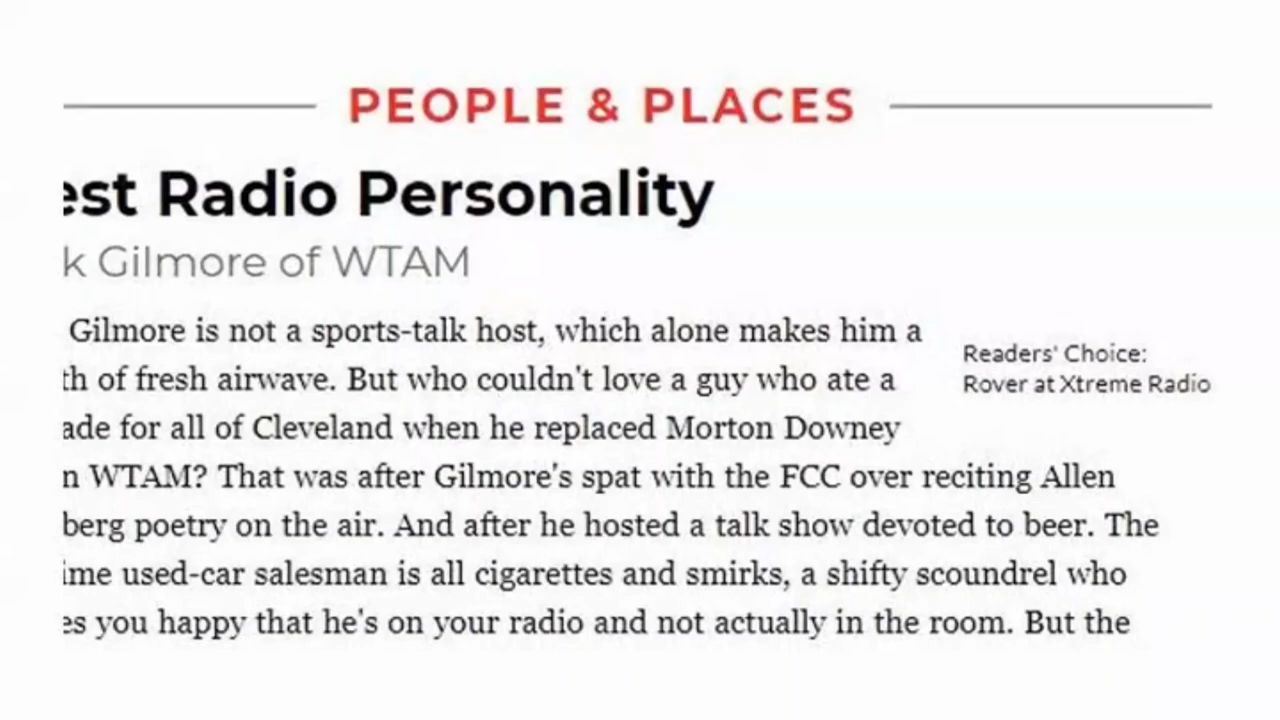 PEOPLE & PLACES
est Radio Personality
k Gilmore of WTAM
Gilmore is not a sports-talk host, which alone makes him a
th of fresh airwave. But who couldn't love a guy who ate a
ade for all of Cleveland when he replaced Morton Downey
n WTAM? That was after Gilmore's spat with the FCC over reciting Allen
berg poetry on the air. And after he hosted a talk show devoted to beer. The
ime used-car salesman is all cigarettes and smirks, a shifty scoundrel who
es you happy that he's on your radio and not actually in the room. But the
Readers' Choice:
Rover at Xtreme Radio